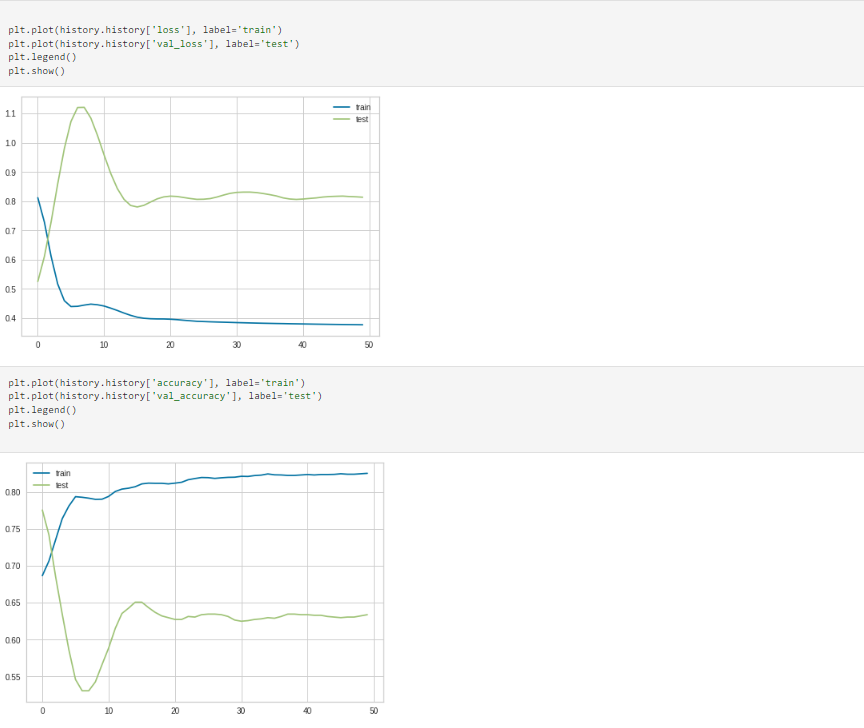 plt.plot(history.history['loss'], label='train')
plt.plot(history.history['val_loss'], label='test')
plt.legend()
plt.show()
train
test
1.1
1.0
0.9
0.8
0.7
0.6
0.5
0.4
0 10 20 30 40 50
plt.plot(history.history['accuracy'], label='train')
plt.plot(history.history['val_accuracy'], label='test')
plt.legend()
plt.show()
train
test
0.80
0.75
0.70
0.65
0.60
0.55
0 10 20 30 40 50